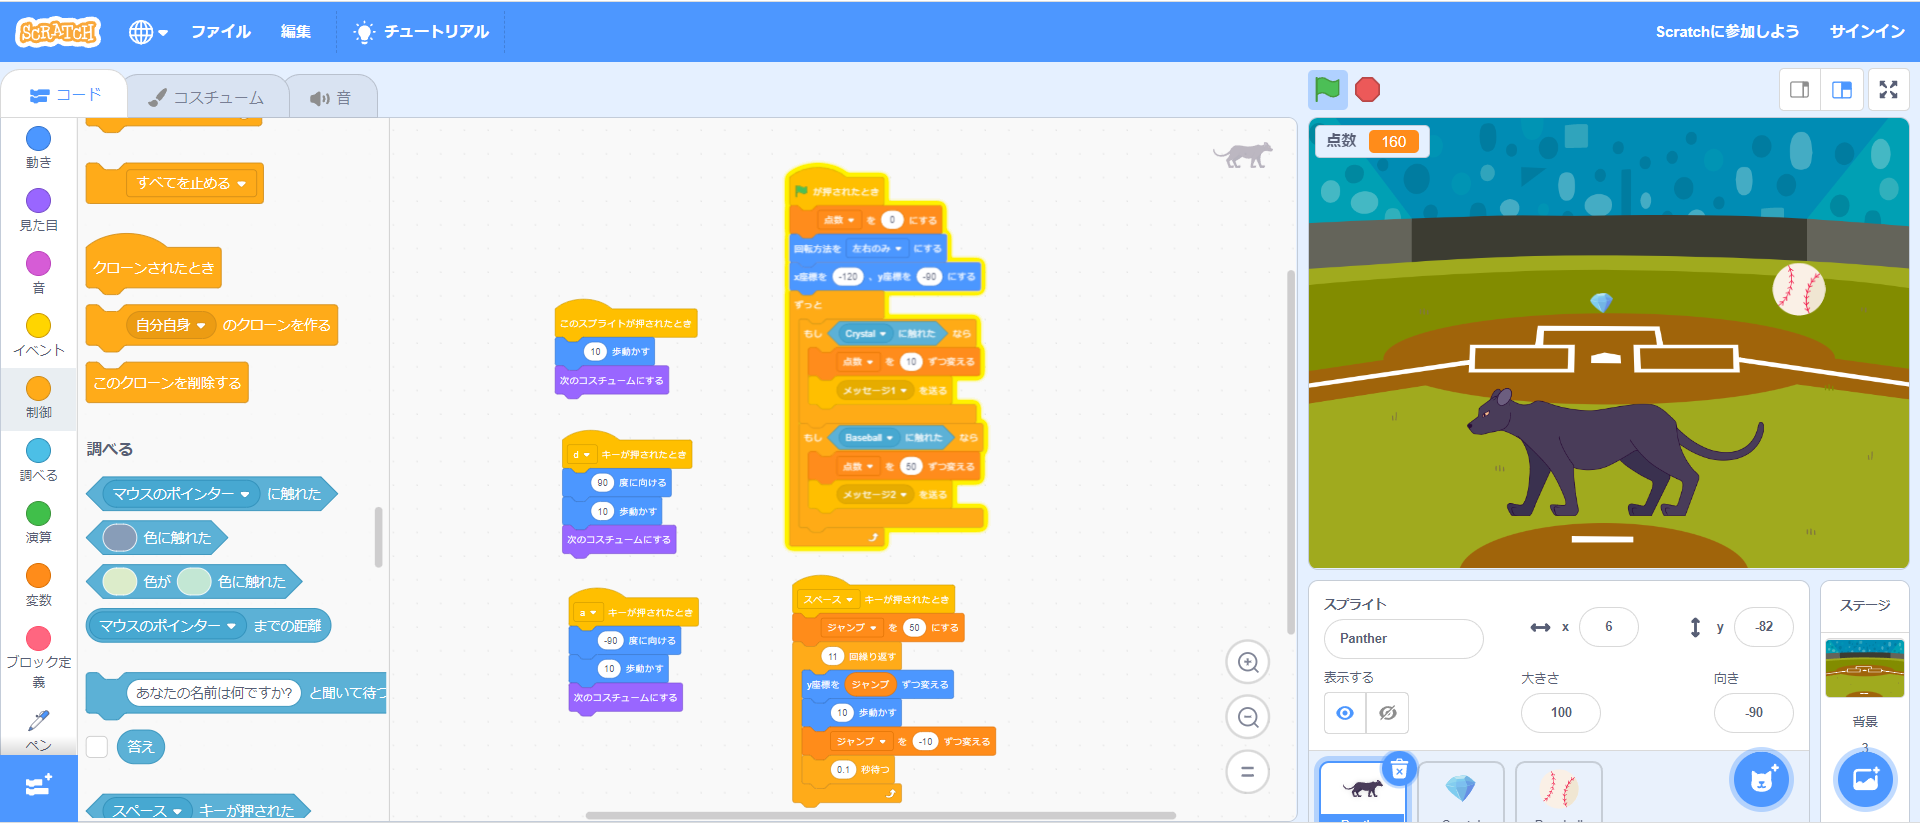 SCRATCH
ファイル
編集
チュートリアル
Scratchに参加しよう
サインイン
コード
コスチューム
音
動き
見た目
音
イベント
制御
調べる
演算
変数
ブロック定
義
ペン
すべてを止める
クローンされたとき
自分自身 のクローンを作る
このクローンを削除する
調べる
マウスのポインター に触れた
色に触れた
色が 色に触れた
マウスのポインター までの距離
あなたの名前は何ですか? と聞いて待つ
答え
スペース キーが押された
このスプライトが押されたとき
10 歩動かす
次のコスチュームにする
d キーが押されたとき
90 度に向ける
10 歩動かす
次のコスチュームにする
a キーが押されたとき
-90 度に向ける
10 歩動かす
次のコスチュームにする
が押されたとき
点数 を 0 にする
回転方法を 左右のみ にする
x座標を -120 、y座標を -90 にする
ずっと
もし Crystal に触れた なら
点数 を 10 ずつ変える
メッセージ1 を送る
もし Baseball に触れた なら
点数 を 50 ずつ変える
メッセージ2 を送る
スペース キーが押されたとき
ジャンプ を 50 にする
11 回繰り返す
y座標を ジャンプ ずつ変える
10 歩動かす
ジャンプ を -10 ずつ変える
0.1 秒待つ
点数 160
スプライト
Panther
x 6
y -82
表示する
大きさ
100
向き
-90
ステージ
背景
3